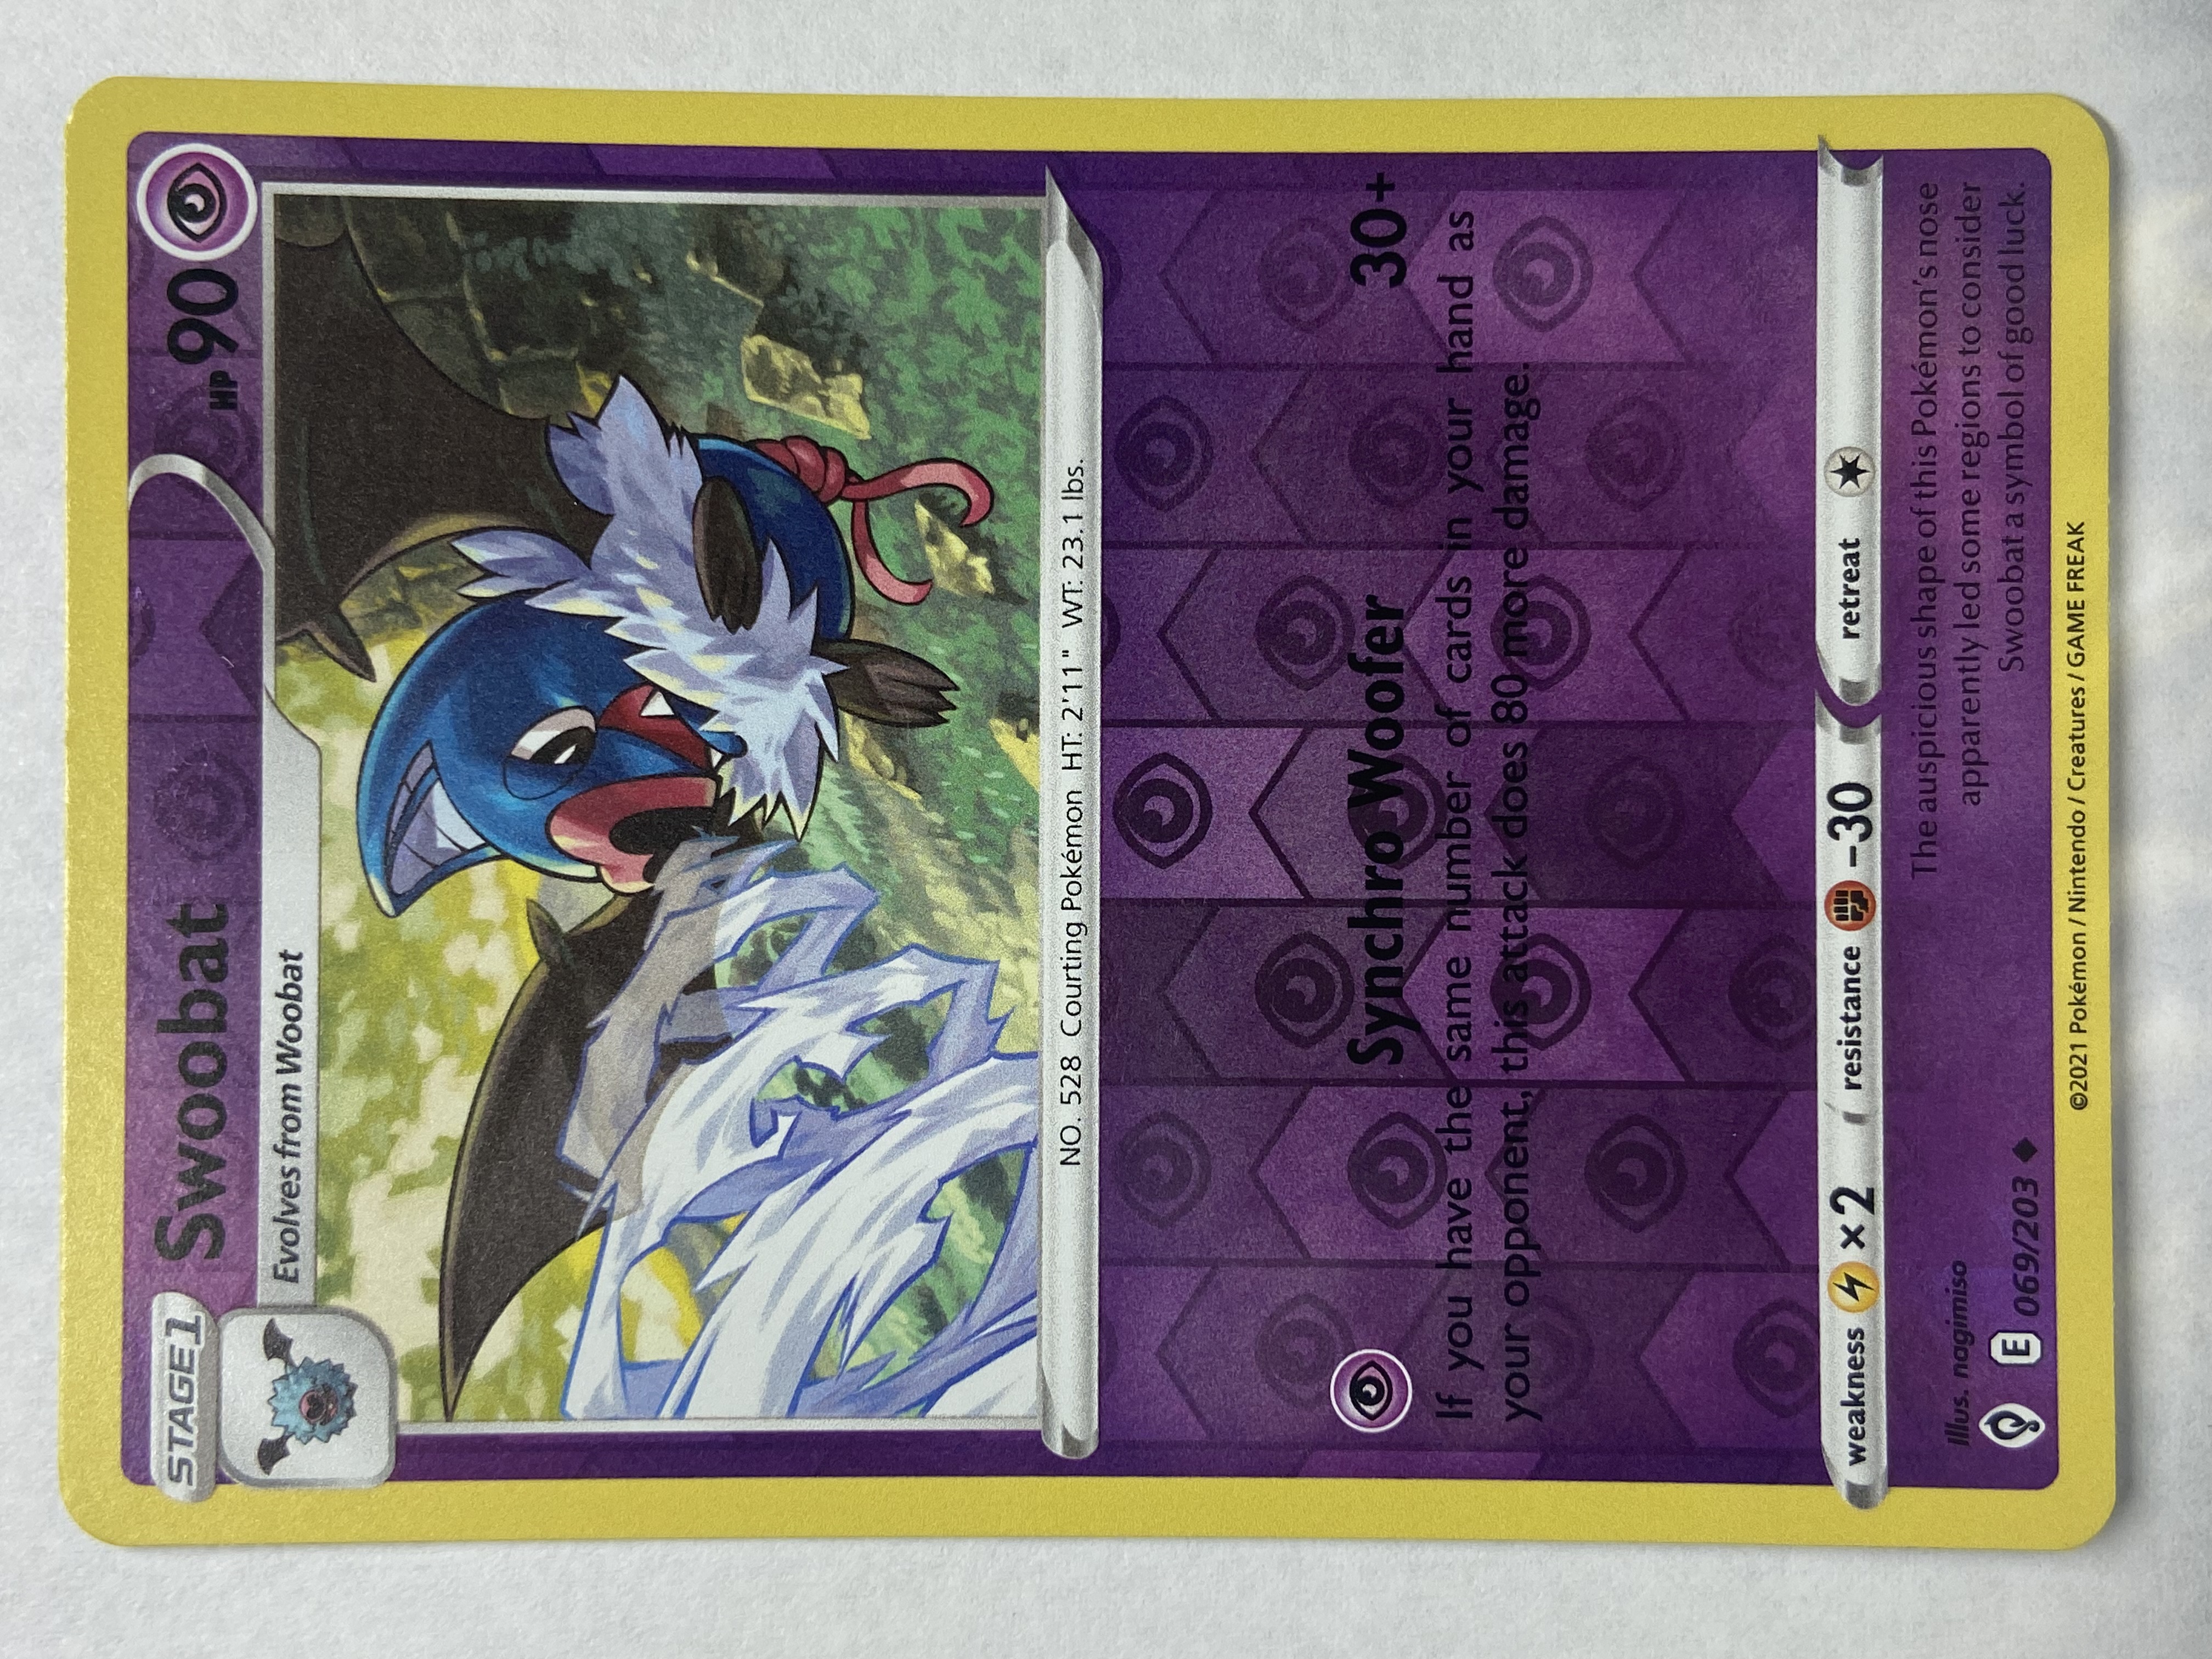 STAGE 1
Swoobat
HP 90
Evolves from Woobat
NO. 528 Courting Pokémon HT: 2'11" WT: 23.1 lbs.
Synchro Woofer 30+
If you have the same number of cards in your hand as
your opponent, this attack does 80 more damage.
weakness ×2 resistance -30 retreat
The auspicious shape of this Pokémon's nose
apparently led some regions to consider
Swoobat a symbol of good luck.
Illus. nagimiso
E 069/203
©2021 Pokémon / Nintendo / Creatures / GAME FREAK